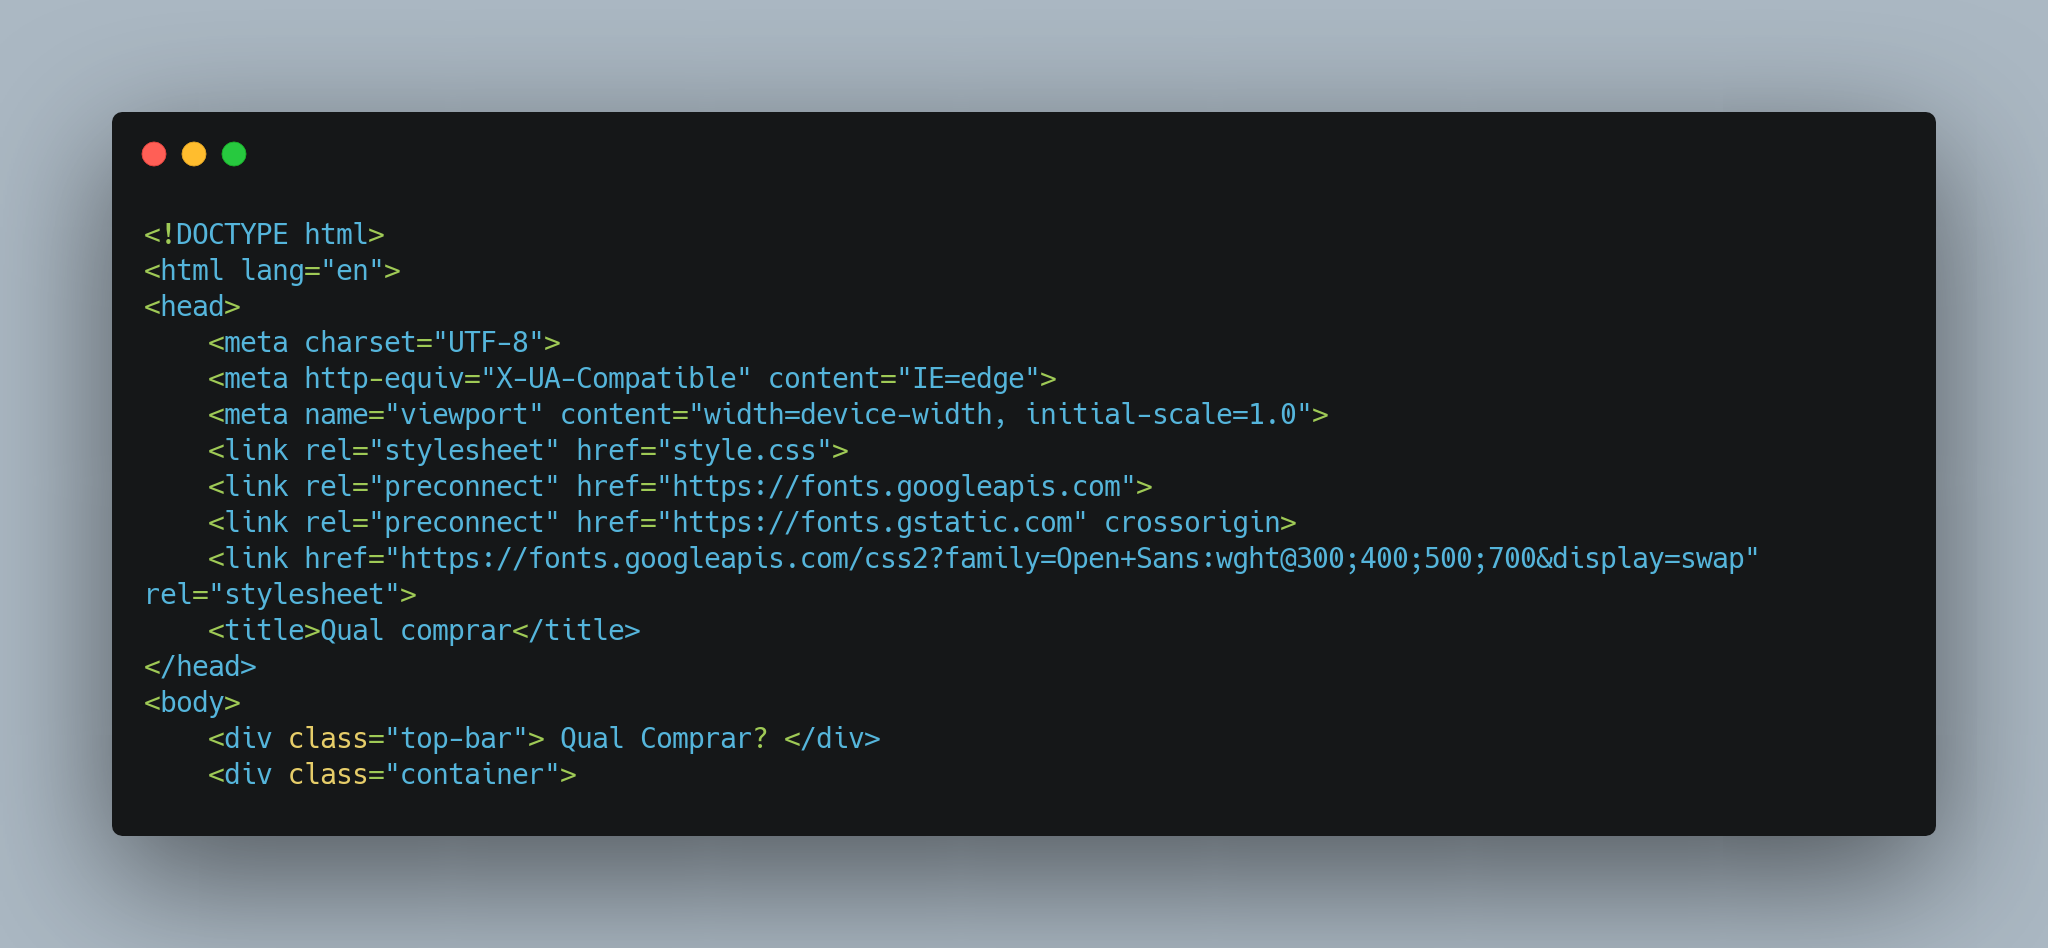 <!DOCTYPE html>
<html lang="en">
<head>
    <meta charset="UTF-8">
    <meta http-equiv="X-UA-Compatible" content="IE=edge">
    <meta name="viewport" content="width=device-width, initial-scale=1.0">
    <link rel="stylesheet" href="style.css">
    <link rel="preconnect" href="https://fonts.googleapis.com">
    <link rel="preconnect" href="https://fonts.gstatic.com" crossorigin>
    <link href="https://fonts.googleapis.com/css2?family=Open+Sans:wght@300;400;500;700&display=swap"
rel="stylesheet">
    <title>Qual comprar</title>
</head>
<body>
    <div class="top-bar"> Qual Comprar? </div>
    <div class="container">